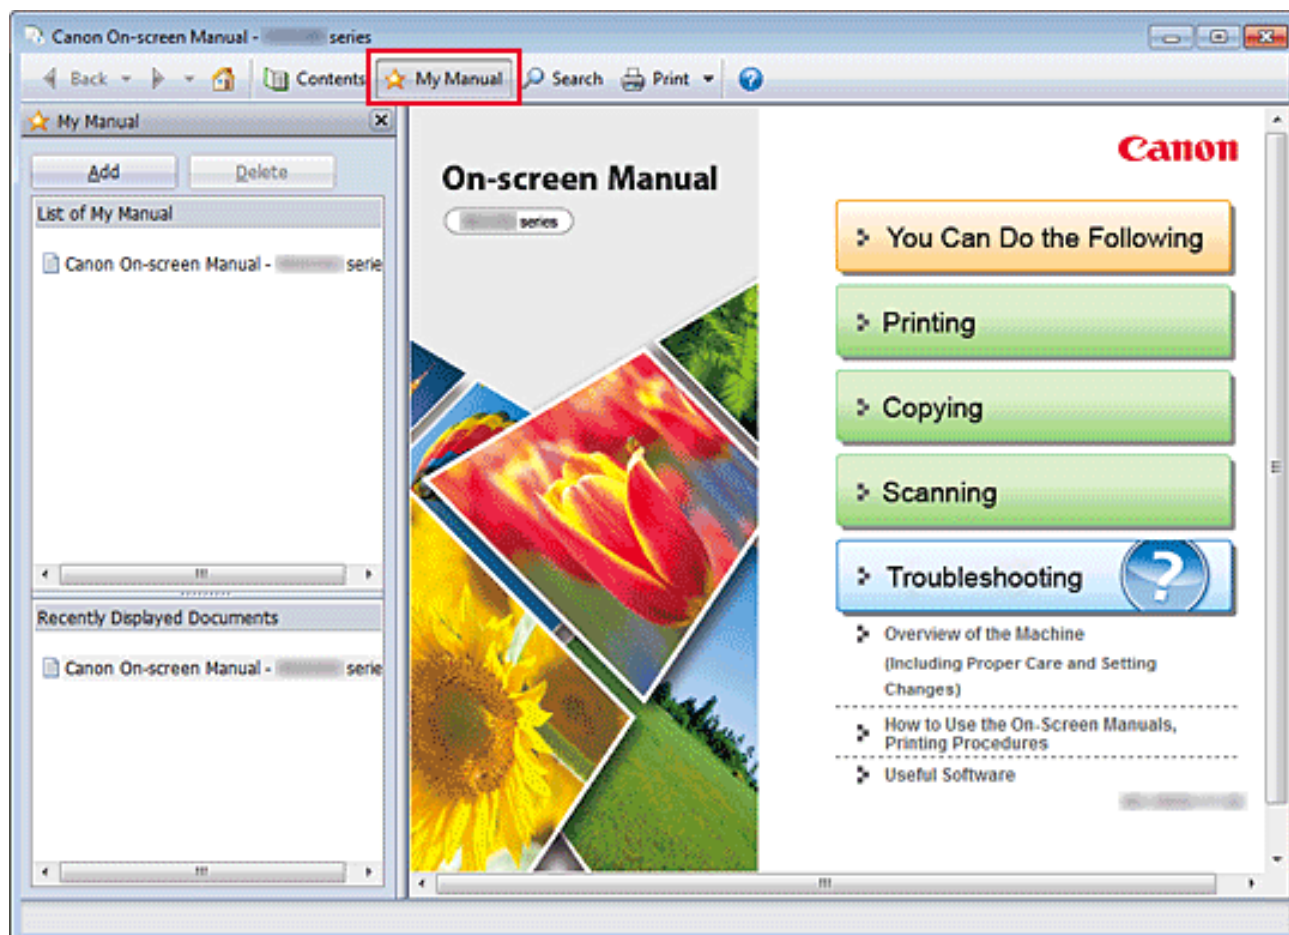 Canon On-screen Manual - series
Back Contents My Manual Search Print
My Manual
Add Delete
List of My Manual
Canon On-screen Manual - serie
Recently Displayed Documents
Canon On-screen Manual - serie
On-screen Manual
series
Canon
You Can Do the Following
Printing
Copying
Scanning
Troubleshooting
?
Overview of the Machine
(Including Proper Care and Setting
Changes)
How to Use the On-Screen Manuals,
Printing Procedures
Useful Software